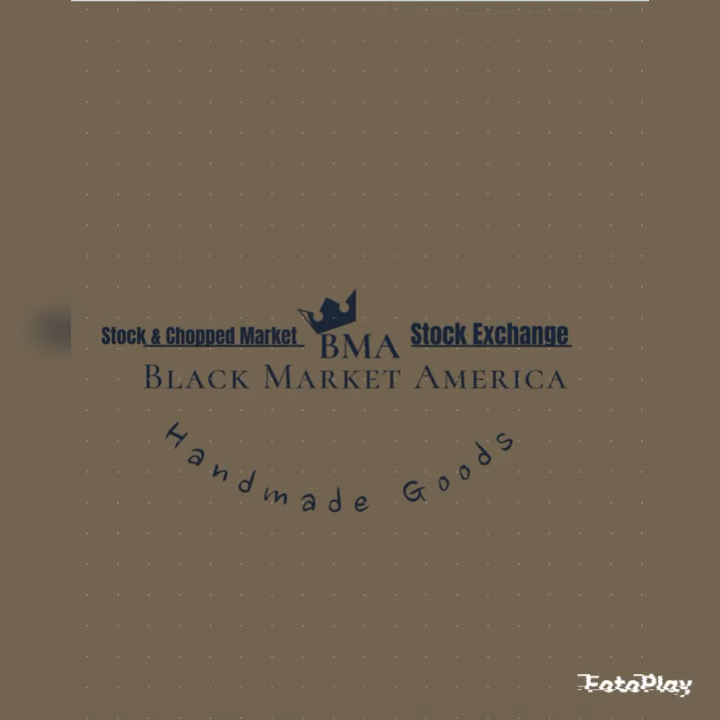 Stock & Chopped Market
BMA
Stock Exchange
Black Market America
Handmade Goods
FotoPlay